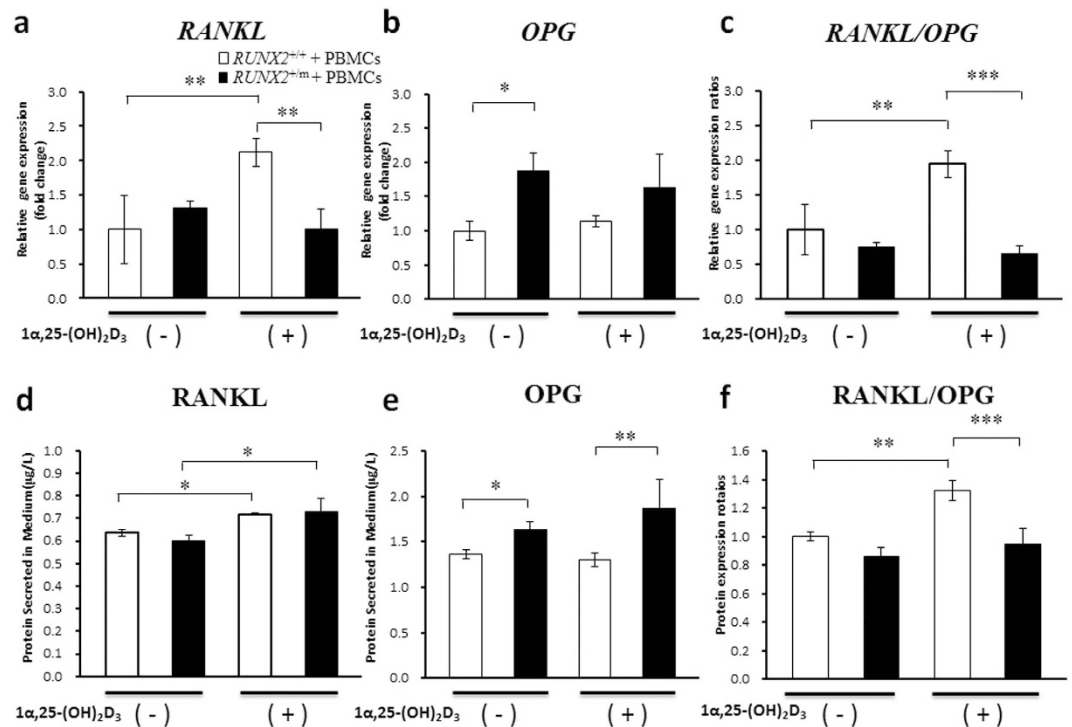 a
RANKL
RUNX2+/+ + PBMCs
RUNX2+/m + PBMCs
**
**
Relative gene expression
(fold change)
3.0
2.5
2.0
1.5
1.0
0.5
0.0
1α,25-(OH)2D3 ( - ) ( + )
b
OPG
*
Relative gene expression
(fold change)
3.0
2.5
2.0
1.5
1.0
0.5
0.0
1α,25-(OH)2D3 ( - ) ( + )
c
RANKL/OPG
***
**
Relative gene expression ratios
3.0
2.5
2.0
1.5
1.0
0.5
0.0
1α,25-(OH)2D3 ( - ) ( + )
d
RANKL
*
*
Protein Secreted in Medium(μg/L)
1.0
0.9
0.8
0.7
0.6
0.5
0.4
0.3
0.2
0.1
0.0
1α,25-(OH)2D3 ( - ) ( + )
e
OPG
**
*
Protein Secreted in Medium(μg/L)
2.5
2.0
1.5
1.0
0.5
0.0
1α,25-(OH)2D3 ( - ) ( + )
f
RANKL/OPG
***
**
Protein expression rotaios
1.6
1.4
1.2
1.0
0.8
0.6
0.4
0.2
0.0
1α,25-(OH)2D3 ( - ) ( + )